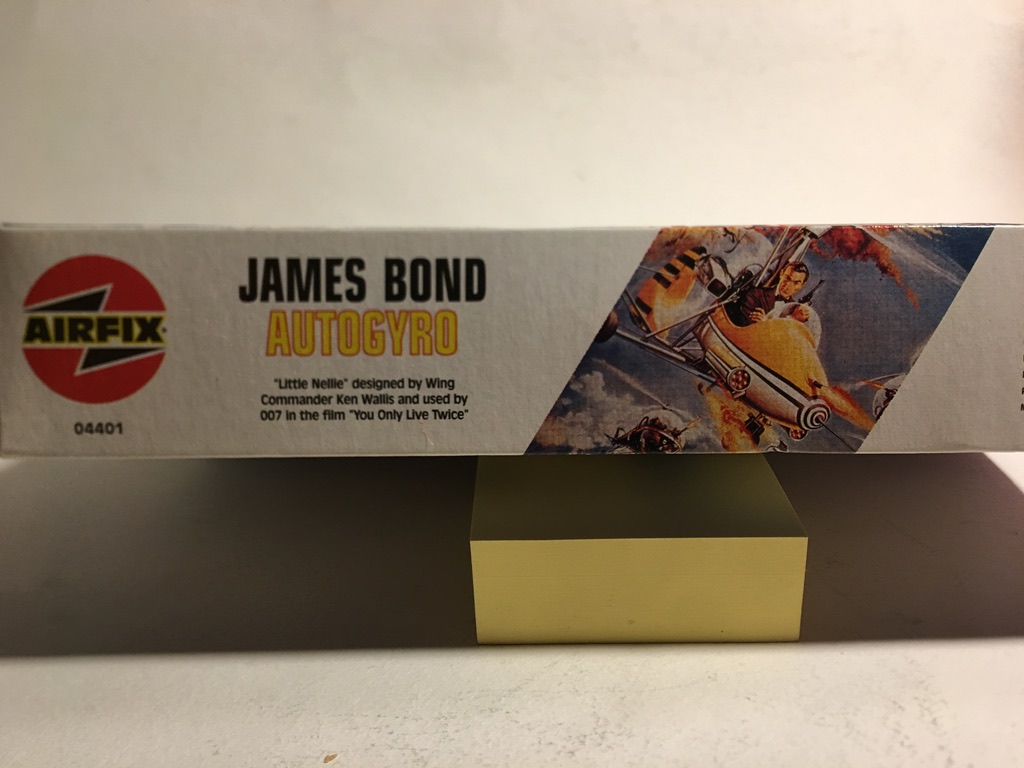 AIRFIX
04401
JAMES BOND
AUTOGYRO
"Little Nellie" designed by Wing
Commander Ken Wallis and used by
007 in the film "You Only Live Twice"